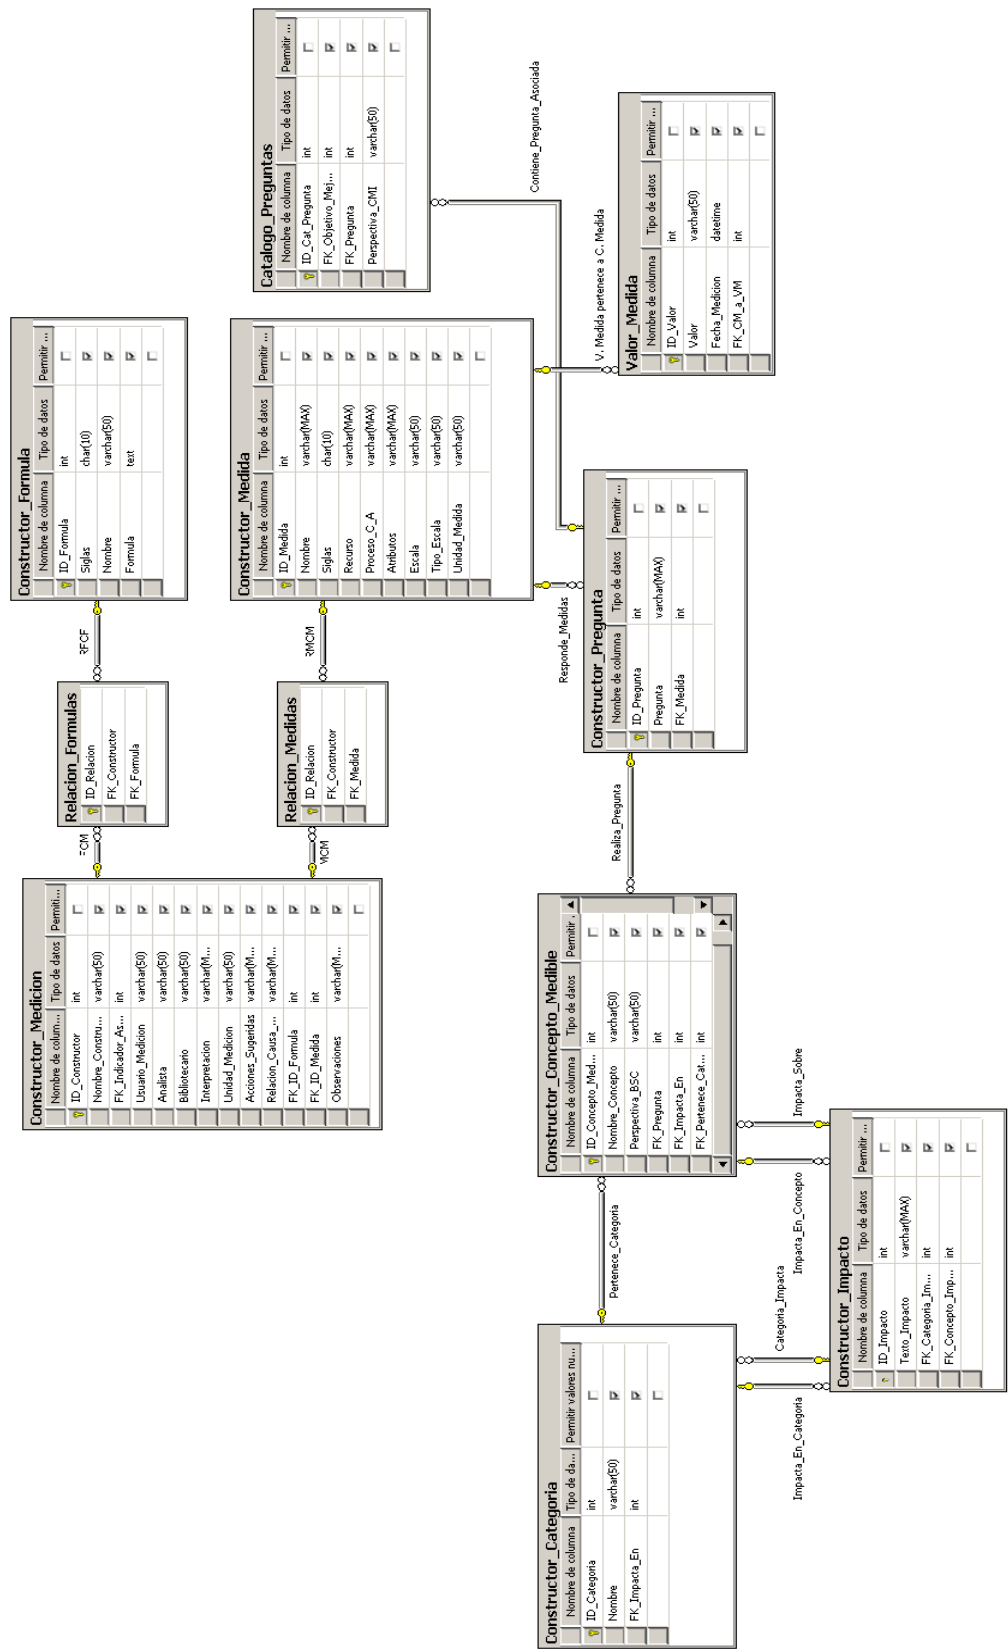 Constructor_Formula
Nombre de columna Tipo de datos Permitir ...
ID_Formula int
Siglas char(10)
Nombre varchar(50)
Formula text
Catalogo_Preguntas
Nombre de columna Tipo de datos Permitir ...
ID_Cat_Pregunta int
FK_Objetivo_Mej... int
FK_Pregunta int
Perspectiva_CMI varchar(50)
Constructor_Medida
Nombre de columna Tipo de datos Permitir ...
ID_Medida int
Nombre varchar(MAX)
Siglas char(10)
Recurso varchar(MAX)
Proceso_C_A varchar(MAX)
Atributos varchar(MAX)
Escala varchar(50)
Tipo_Escala varchar(50)
Unidad_Medida varchar(50)
Contiene_Pregunta_Asociada
V. Medida pertenece a C. Medida
Valor_Medida
Nombre de columna Tipo de datos Permitir ...
ID_Valor int
Valor varchar(50)
Fecha_Medicion datetime
FK_CM_a_VM int
RFCF
Relacion_Formulas
ID_Relacion
FK_Constructor
FK_Formula
FCM
RMCM
Relacion_Medidas
ID_Relacion
FK_Constructor
FK_Medida
MCM
Responde_Medidas
Constructor_Pregunta
Nombre de columna Tipo de datos Permitir ...
ID_Pregunta int
Pregunta varchar(MAX)
FK_Medida int
Realiza_Pregunta
Constructor_Medicion
Nombre de colum... Tipo de datos Permiti...
ID_Constructor int
Nombre_Constru... varchar(50)
FK_Indicador_As... int
Usuario_Medicion varchar(50)
Analista varchar(50)
Bibliotecario varchar(50)
Interpretacion varchar(M...
Unidad_Medicion varchar(50)
Acciones_Sugeridas varchar(M...
Relacion_Causa_... varchar(M...
FK_ID_Formula int
FK_ID_Medida int
Observaciones varchar(M...
Constructor_Concepto_Medible
Nombre de columna Tipo de datos Permitir .
ID_Concepto_Med... int
Nombre_Concepto varchar(50)
Perspectiva_BSC varchar(50)
FK_Pregunta int
FK_Impacta_En int
FK_Pertenece_Cat... int
Pertenece_Categoria
Impacta_Sobre
Impacta_En_Concepto
Categoria_Impacta
Impacta_En_Categoria
Constructor_Categoria
Nombre de columna Tipo de da... Permitir valores nu...
ID_Categoria int
Nombre varchar(50)
FK_Impacta_En int
Constructor_Impacto
Nombre de columna Tipo de datos Permitir ...
ID_Impacto int
Texto_Impacto varchar(MAX)
FK_Categoria_Im... int
FK_Concepto_Imp... int